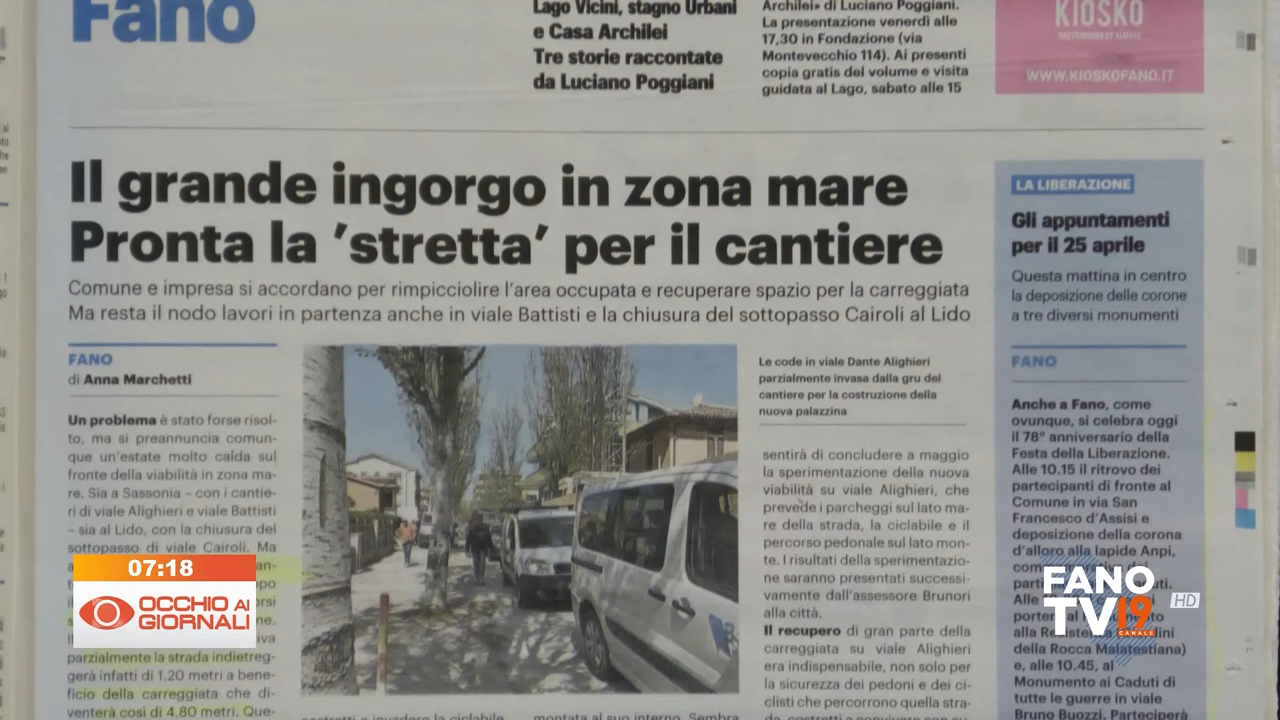 Fano
Lago Vicini, stagno Urbani
e Casa Archilei
Tre storie raccontate
da Luciano Poggiani
Archilei» di Luciano Poggiani.
La presentazione venerdì alle
17,30 in Fondazione (via
Montevecchio 114). Ai presenti
copia gratis del volume e visita
guidata al Lago, sabato alle 15
KIOSKO
GASTRONOMIA BY ALMARE
WWW.KIOSKOFANO.IT
Il grande ingorgo in zona mare
Pronta la 'stretta' per il cantiere
Comune e impresa si accordano per rimpicciolire l'area occupata e recuperare spazio per la carreggiata
Ma resta il nodo lavori in partenza anche in viale Battisti e la chiusura del sottopasso Cairoli al Lido
FANO
di Anna Marchetti
Un problema è stato forse risol-
to, ma si preannuncia comun-
que un'estate molto calda sul
fronte della viabilità in zona ma-
re. Sia a Sassonia – con i cantie-
ri di viale Alighieri e viale Battisti
– sia al Lido, con la chiusura del
sottopasso di viale Cairoli. Ma
parzialmente la strada indietreg-
gerà infatti di 1.20 metri a bene-
ficio della carreggiata che di-
venterà così di 4.80 metri. Que-
Le code in viale Dante Alighieri
parzialmente invasa dalla gru del
cantiere per la costruzione della
nuova palazzina
sentirà di concludere a maggio
la sperimentazione della nuova
viabilità su viale Alighieri, che
prevede i parcheggi sul lato ma-
re della strada, la ciclabile e il
percorso pedonale sul lato mon-
te. I risultati della sperimentazio-
ne saranno presentati successi-
vamente dall'assessore Brunori
alla città.
Il recupero di gran parte della
carreggiata su viale Alighieri
era indispensabile, non solo per
la sicurezza dei pedoni e dei ci-
clisti che percorrono quella stra-
LA LIBERAZIONE
Gli appuntamenti
per il 25 aprile
Questa mattina in centro
la deposizione delle corone
a tre diversi monumenti
FANO
Anche a Fano, come
ovunque, si celebra oggi
il 78° anniversario della
Festa della Liberazione.
Alle 10.15 il ritrovo dei
partecipanti di fronte al
Comune in via San
Francesco d'Assisi e
deposizione della corona
d'alloro alla lapide Anpi,
della Rocca Malatestiana)
e, alle 10.45, al
Monumento ai Caduti di
tutte le guerre in viale
Bruno Buozzi. Parteciperà
07:18
OCCHIO AI
GIORNALI
FANO
TV 19
CANALE
HD